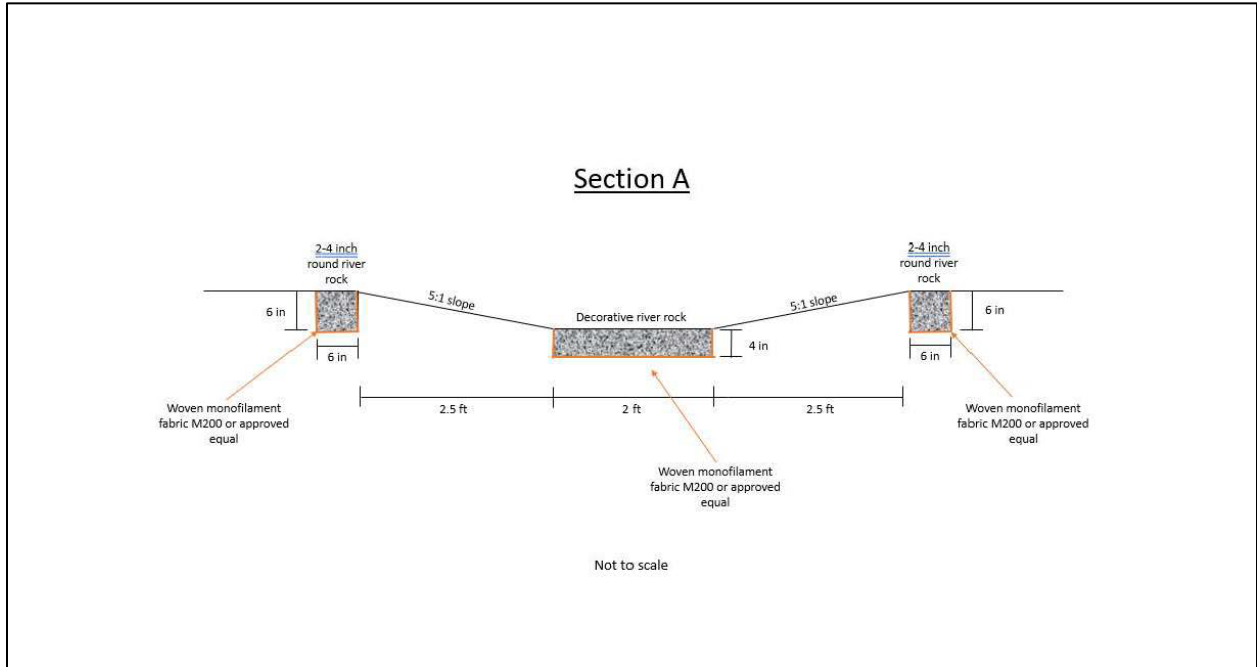 Section A
2-4 inch
round river
rock
2-4 inch
round river
rock
5:1 slope
5:1 slope
6 in
Decorative river rock
6 in
4 in
6 in
6 in
2.5 ft
2 ft
2.5 ft
Woven monofilament
fabric M200 or approved
equal
Woven monofilament
fabric M200 or approved
equal
Woven monofilament
fabric M200 or approved
equal
Not to scale